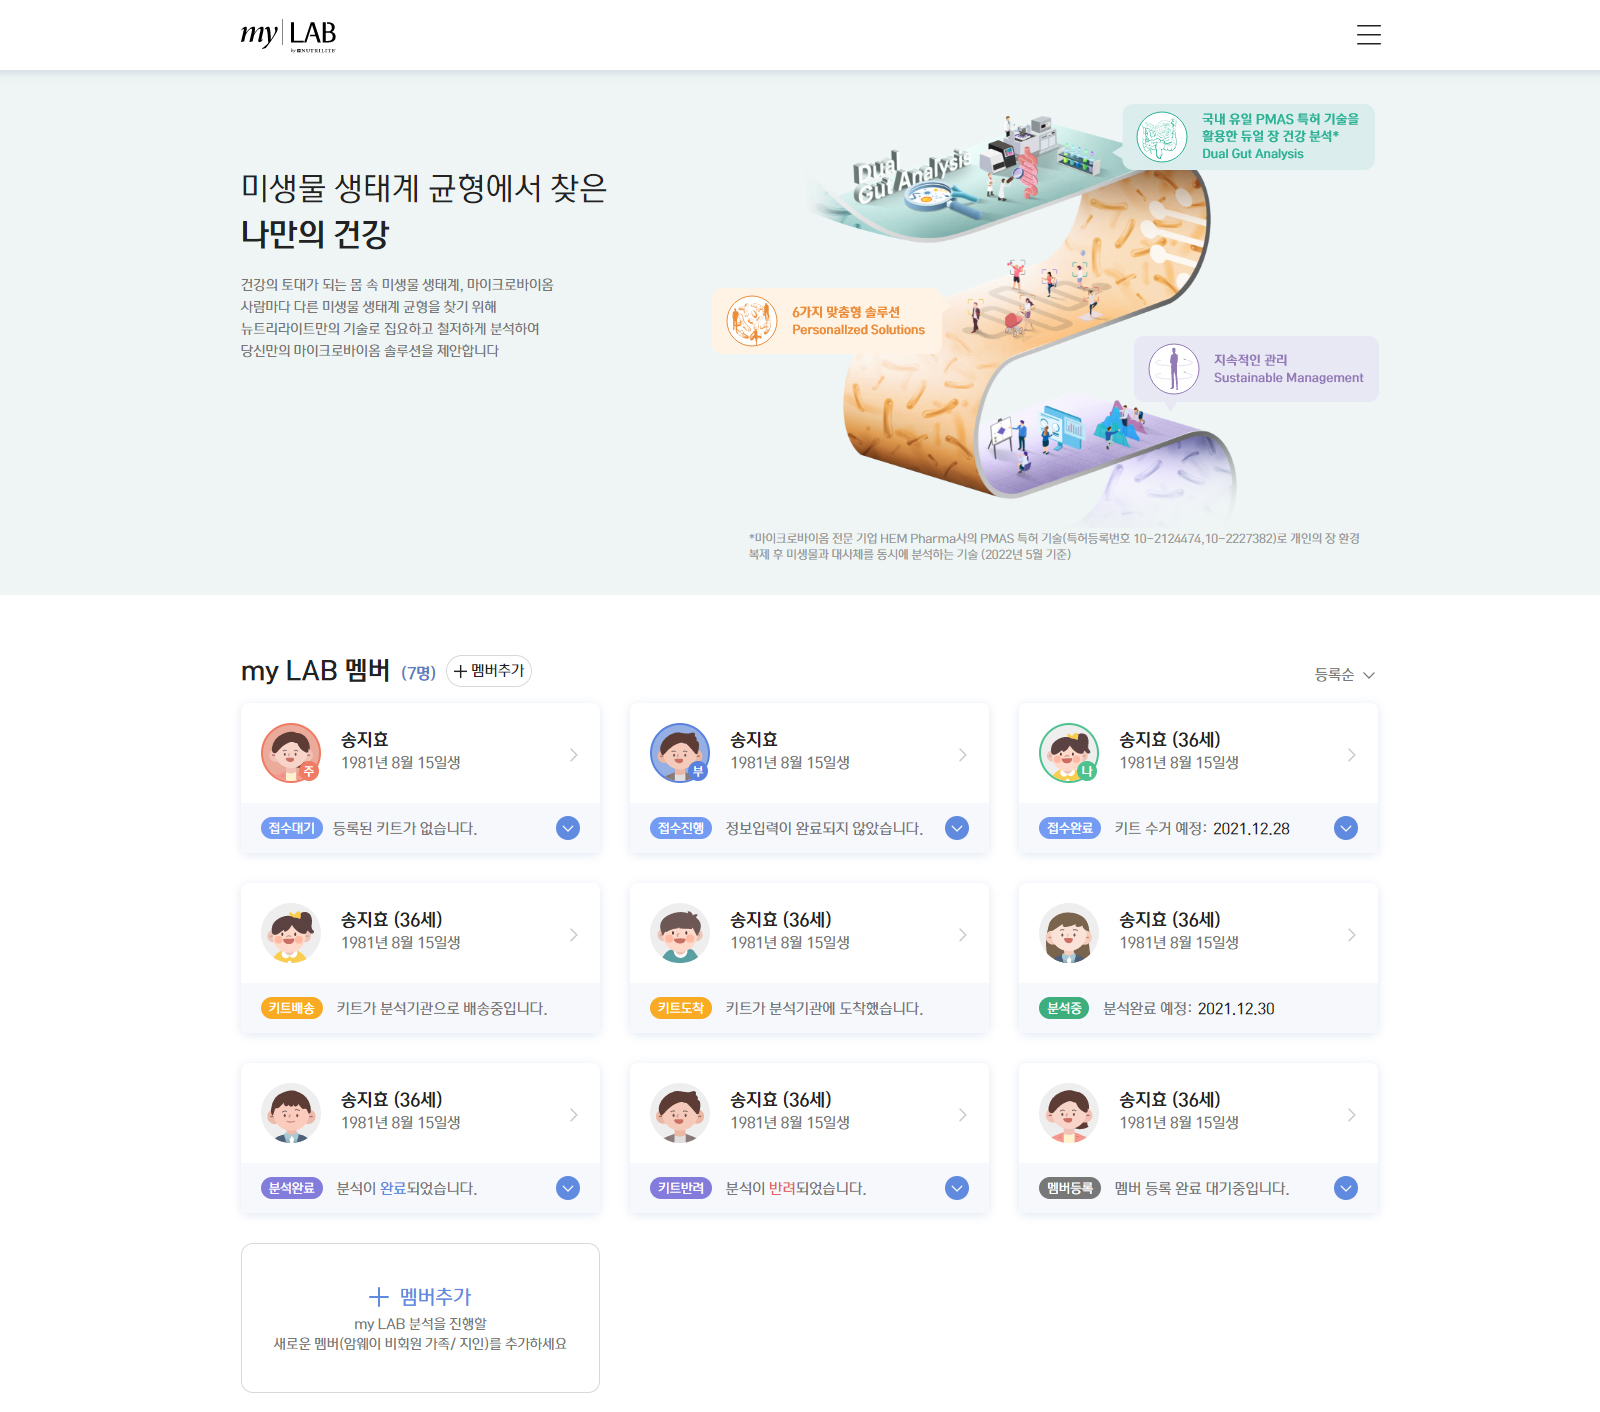 my LAB
by NUTRILITE
미생물 생태계 균형에서 찾은
나만의 건강
건강의 토대가 되는 몸 속 미생물 생태계, 마이크로바이옴
사람마다 다른 미생물 생태계 균형을 찾기 위해
뉴트리라이트만의 기술로 집요하고 철저하게 분석하여
당신만의 마이크로바이옴 솔루션을 제안합니다
Dual
Gut Analysis
국내 유일 PMAS 특허 기술을
활용한 듀얼 장 건강 분석*
Dual Gut Analysis
6가지 맞춤형 솔루션
Personalized Solutions
지속적인 관리
Sustainable Management
*마이크로바이옴 전문 기업 HEM Pharma사의 PMAS 특허 기술(특허등록번호 10-2124474,10-2227382)로 개인의 장 환경
복제 후 미생물과 대사체를 동시에 분석하는 기술 (2022년 5월 기준)
my LAB 멤버 (7명) 멤버추가
등록순
주
송지효
1981년 8월 15일생
접수대기 등록된 키트가 없습니다.
부
송지효
1981년 8월 15일생
접수진행 정보입력이 완료되지 않았습니다.
나
송지효 (36세)
1981년 8월 15일생
접수완료 키트 수거 예정: 2021.12.28
송지효 (36세)
1981년 8월 15일생
키트배송 키트가 분석기관으로 배송중입니다.
송지효 (36세)
1981년 8월 15일생
키트도착 키트가 분석기관에 도착했습니다.
송지효 (36세)
1981년 8월 15일생
분석중 분석완료 예정: 2021.12.30
송지효 (36세)
1981년 8월 15일생
분석완료 분석이 완료되었습니다.
송지효 (36세)
1981년 8월 15일생
키트반려 분석이 반려되었습니다.
송지효 (36세)
1981년 8월 15일생
멤버등록 멤버 등록 완료 대기중입니다.
멤버추가
my LAB 분석을 진행할
새로운 멤버(암웨이 비회원 가족/ 지인)를 추가하세요